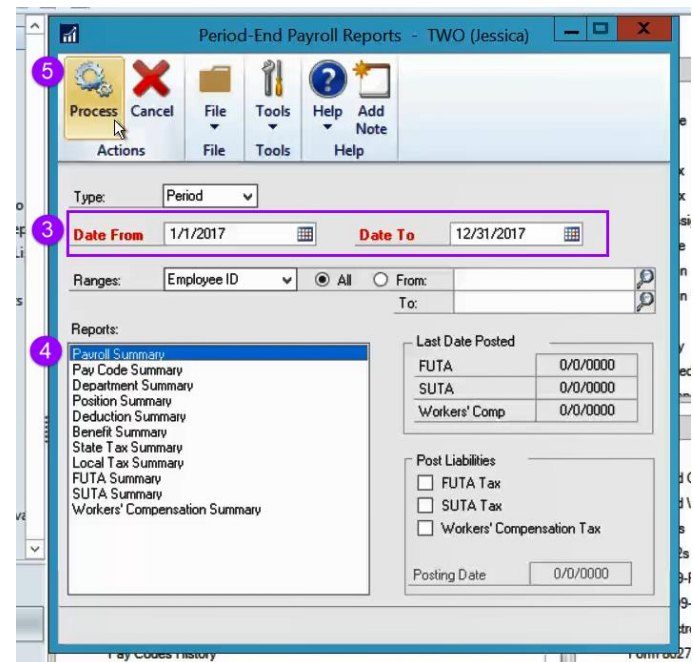 Period-End Payroll Reports - TWO (Jessica)
5
Process Cancel File Tools Help Add Note
Actions File Tools Help
Type: Period
3
Date From 1/1/2017 Date To 12/31/2017
Ranges: Employee ID All From:
To:
Reports:
4
Payroll Summary
Pay Code Summary
Department Summary
Position Summary
Deduction Summary
Benefit Summary
State Tax Summary
Local Tax Summary
FUTA Summary
SUTA Summary
Workers' Compensation Summary
Last Date Posted
FUTA 0/0/0000
SUTA 0/0/0000
Workers' Comp 0/0/0000
Post Liabilities
FUTA Tax
SUTA Tax
Workers' Compensation Tax
Posting Date 0/0/0000
Pay Codes History